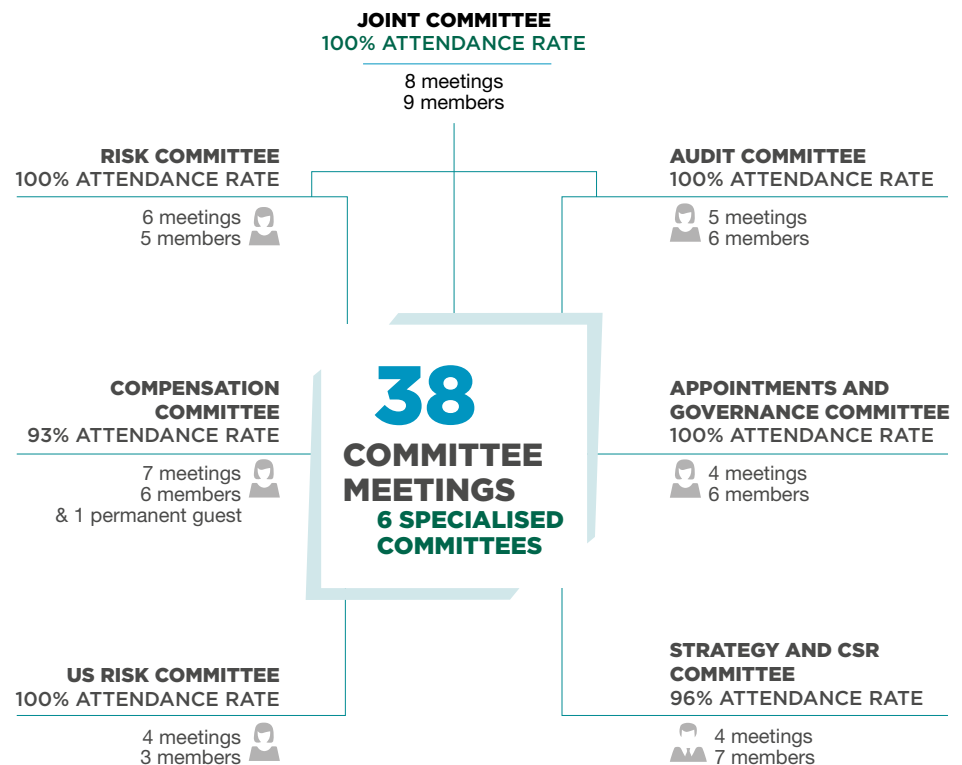 JOINT COMMITTEE
100% ATTENDANCE RATE
8 meetings
9 members
RISK COMMITTEE
100% ATTENDANCE RATE
6 meetings
5 members
AUDIT COMMITTEE
100% ATTENDANCE RATE
5 meetings
6 members
COMPENSATION
COMMITTEE
93% ATTENDANCE RATE
7 meetings
6 members
& 1 permanent guest
38
COMMITTEE
MEETINGS
6 SPECIALISED
COMMITTEES
APPOINTMENTS AND
GOVERNANCE COMMITTEE
100% ATTENDANCE RATE
4 meetings
6 members
US RISK COMMITTEE
100% ATTENDANCE RATE
4 meetings
3 members
STRATEGY AND CSR
COMMITTEE
96% ATTENDANCE RATE
4 meetings
7 members